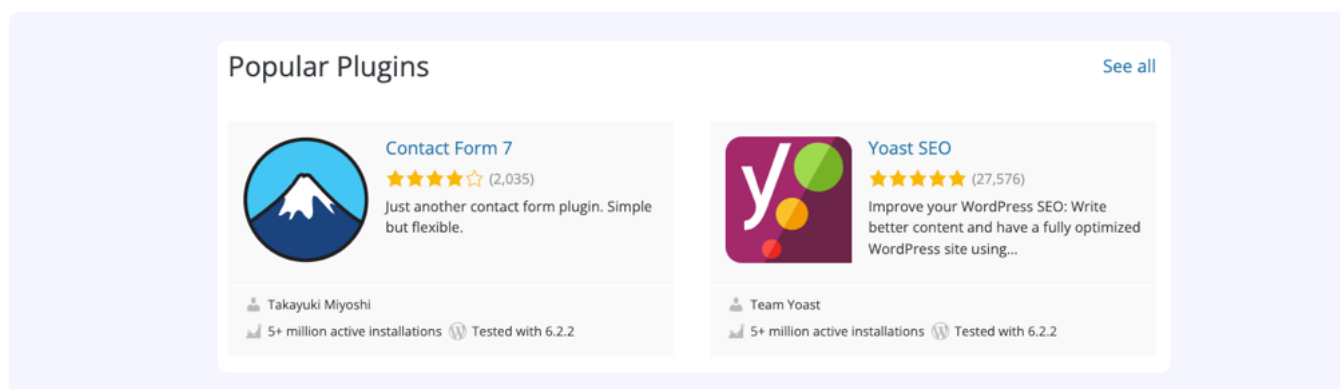 Popular Plugins
See all
Contact Form 7
(2,035)
Just another contact form plugin. Simple
but flexible.
Takayuki Miyoshi
5+ million active installations Tested with 6.2.2
y
Yoast SEO
(27,576)
Improve your WordPress SEO: Write
better content and have a fully optimized
WordPress site using...
Team Yoast
5+ million active installations Tested with 6.2.2